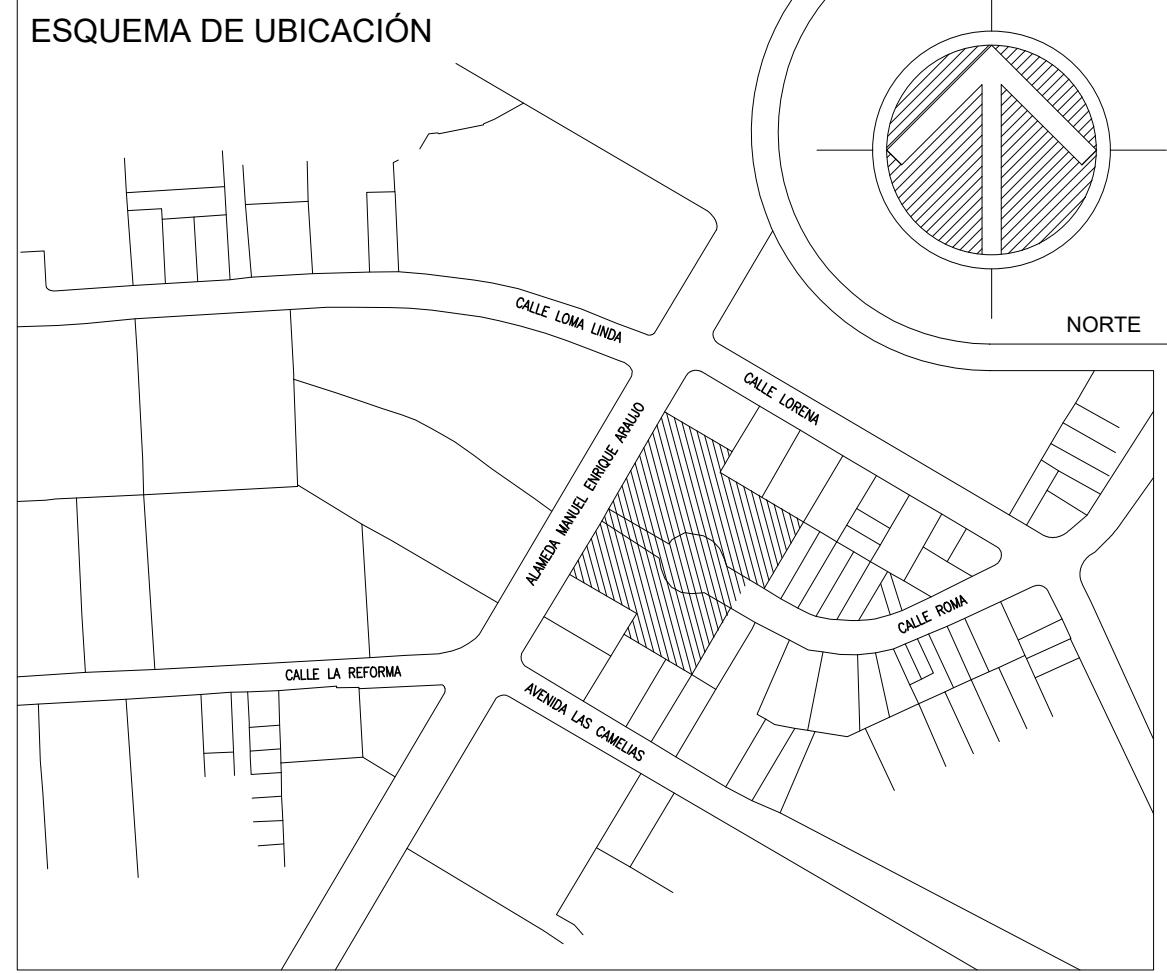 ESQUEMA DE UBICACIÓN
NORTE
CALLE LOMA LINDA
CALLE LORENA
ALAMEDA MANUEL ENRIQUE ARAUJO
CALLE ROMA
CALLE LA REFORMA
AVENIDA LAS CAMELIAS